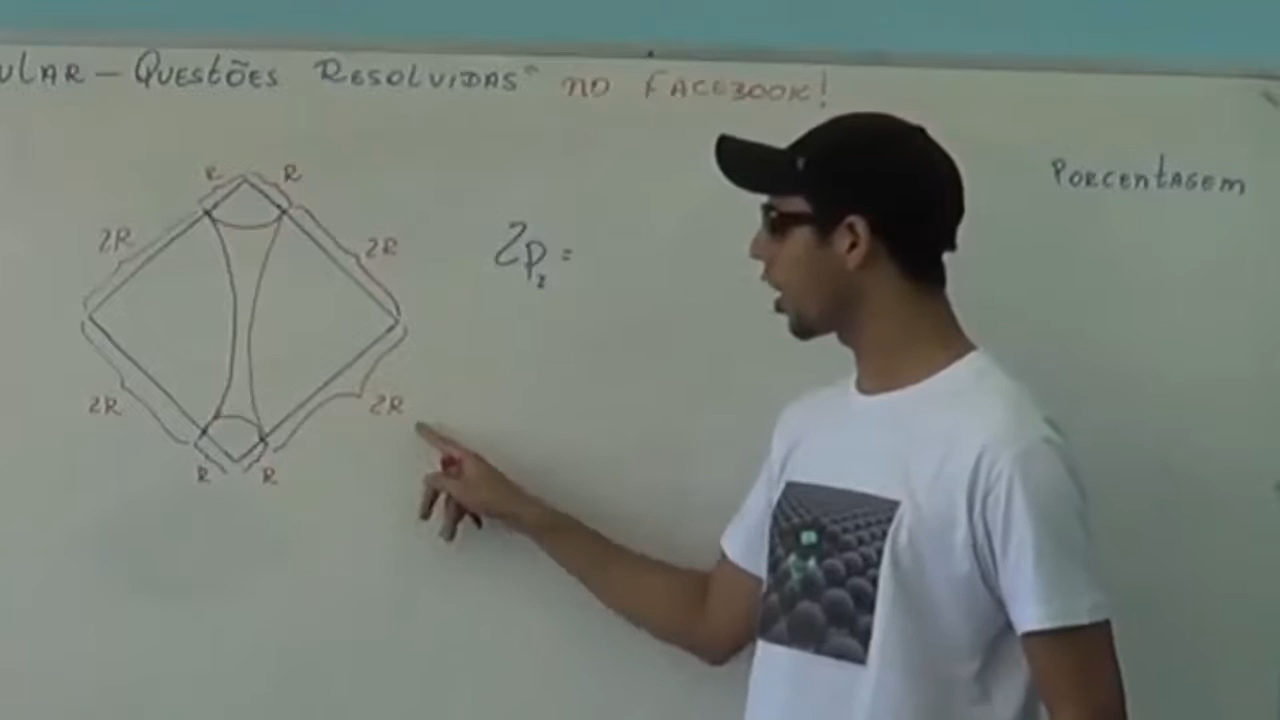 ULAR – QUESTÕES RESOLVIDAS" NO FACEBOOK!
PORCENTAGEM
R R
2R 2R
2p₂ =
2R 2R
R R